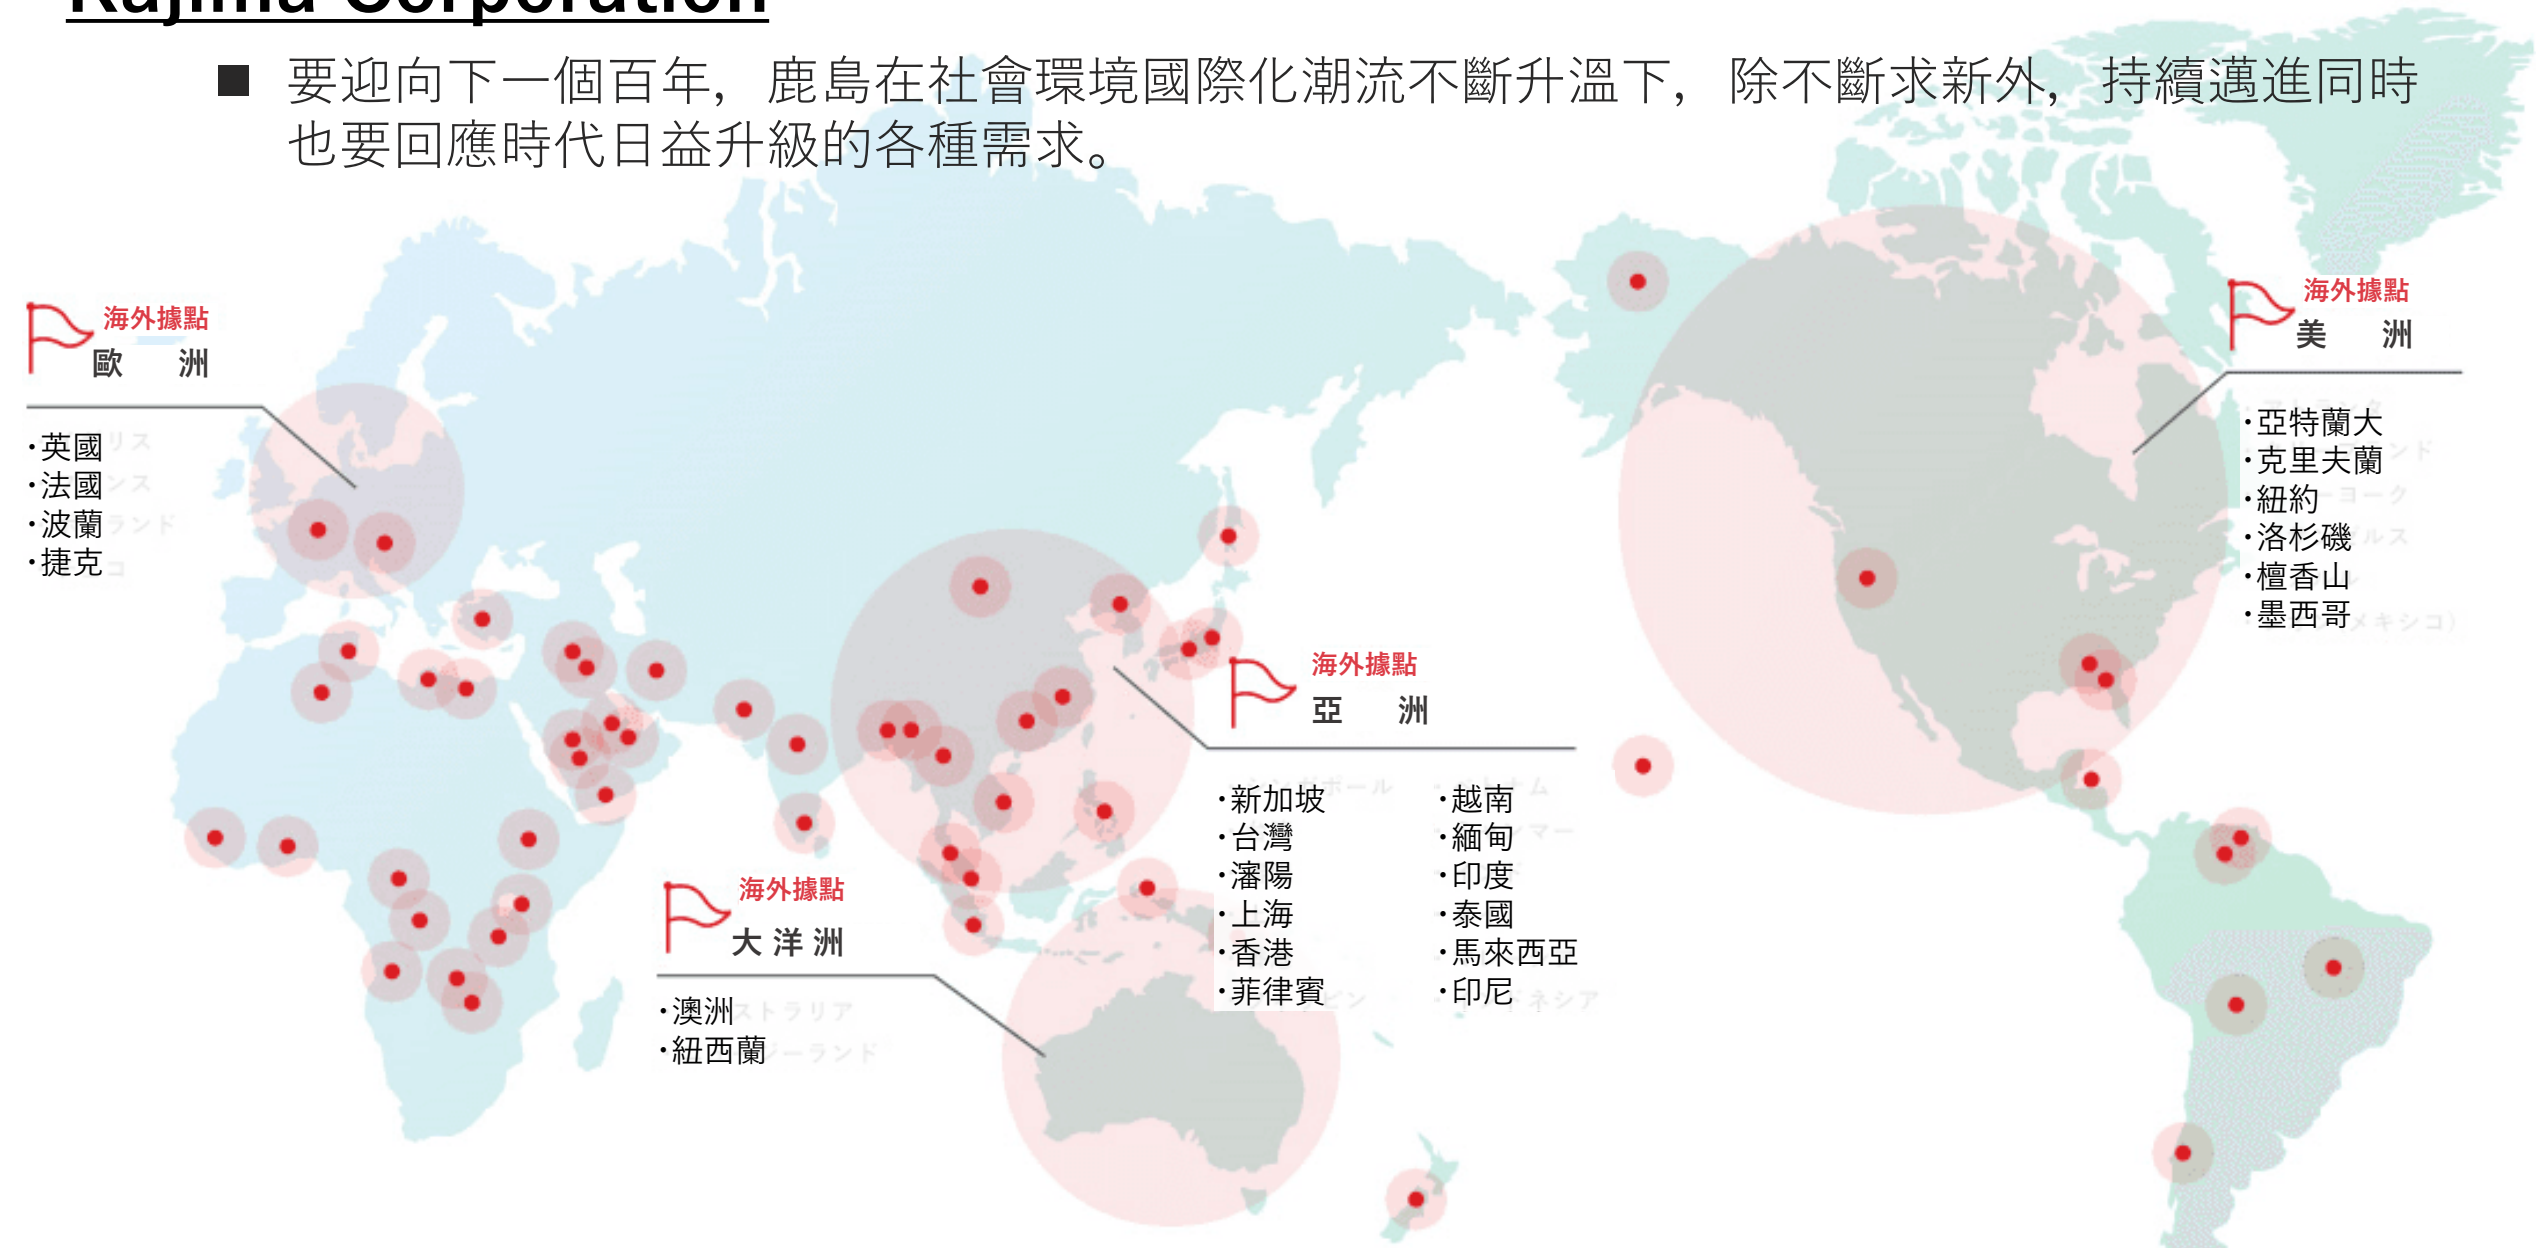 Kajima Corporation
■ 要迎向下一個百年，鹿島在社會環境國際化潮流不斷升溫下，除不斷求新外，持續邁進同時
也要回應時代日益升級的各種需求。
海外據點
歐 洲
·英國
·法國
·波蘭
·捷克
海外據點
美 洲
·亞特蘭大
·克里夫蘭
·紐約
·洛杉磯
·檀香山
·墨西哥
海外據點
亞 洲
·新加坡
·台灣
·瀋陽
·上海
·香港
·菲律賓
·越南
·緬甸
·印度
·泰國
·馬來西亞
·印尼
海外據點
大洋洲
·澳洲
·紐西蘭